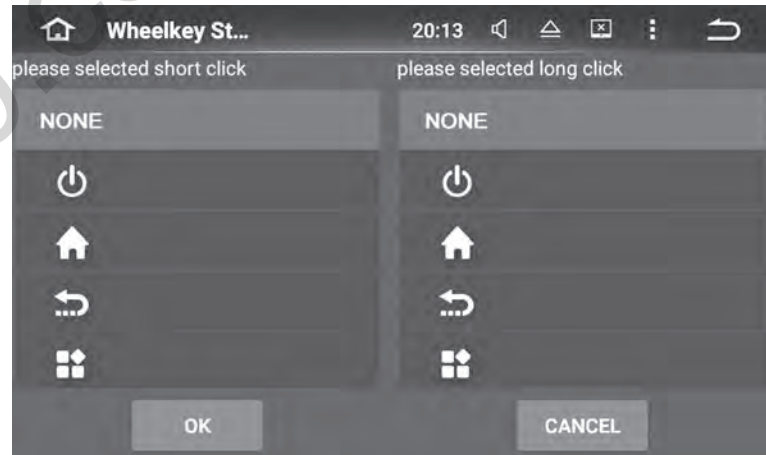 Wheelkey St... 20:13
please selected short click
please selected long click
NONE
NONE
OK
CANCEL